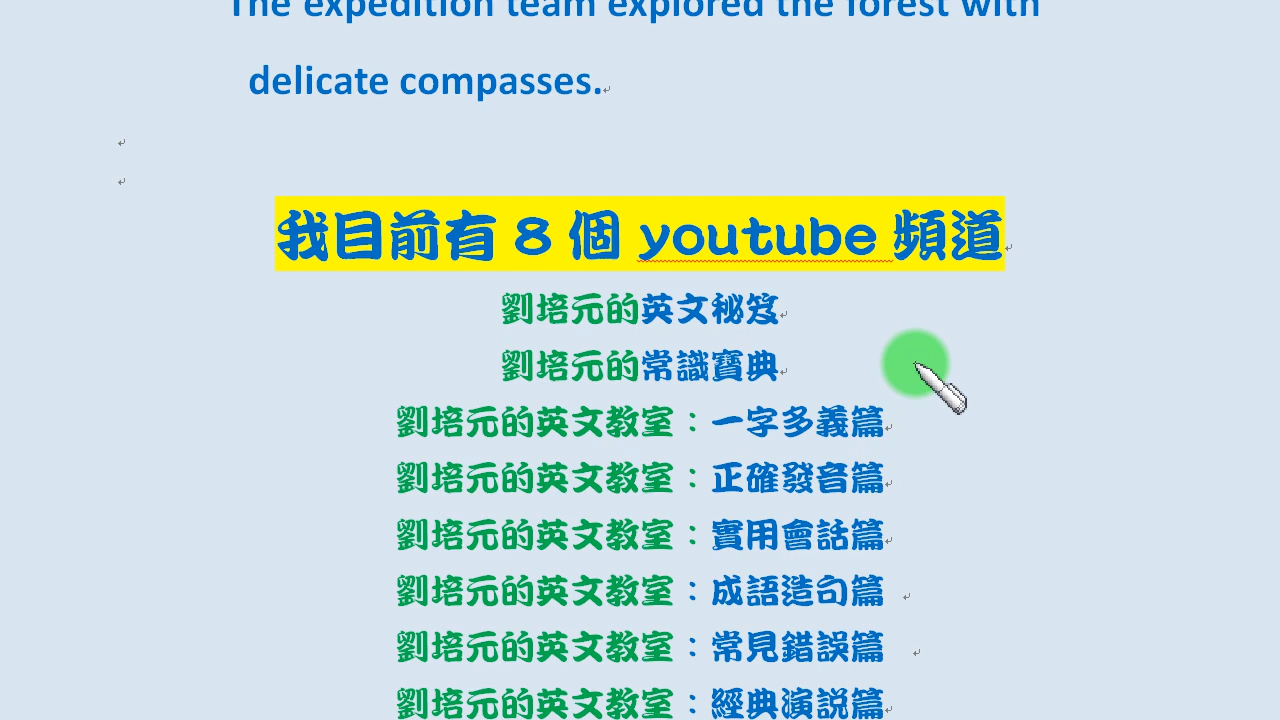 The expedition team explored the forest with
delicate compasses.
我目前有 8 個 youtube 頻道
劉培元的英文秘笈
劉培元的常識寶典
劉培元的英文教室：一字多義篇
劉培元的英文教室：正確發音篇
劉培元的英文教室：實用會話篇
劉培元的英文教室：成語造句篇
劉培元的英文教室：常見錯誤篇
劉培元的英文教室：經典演說篇